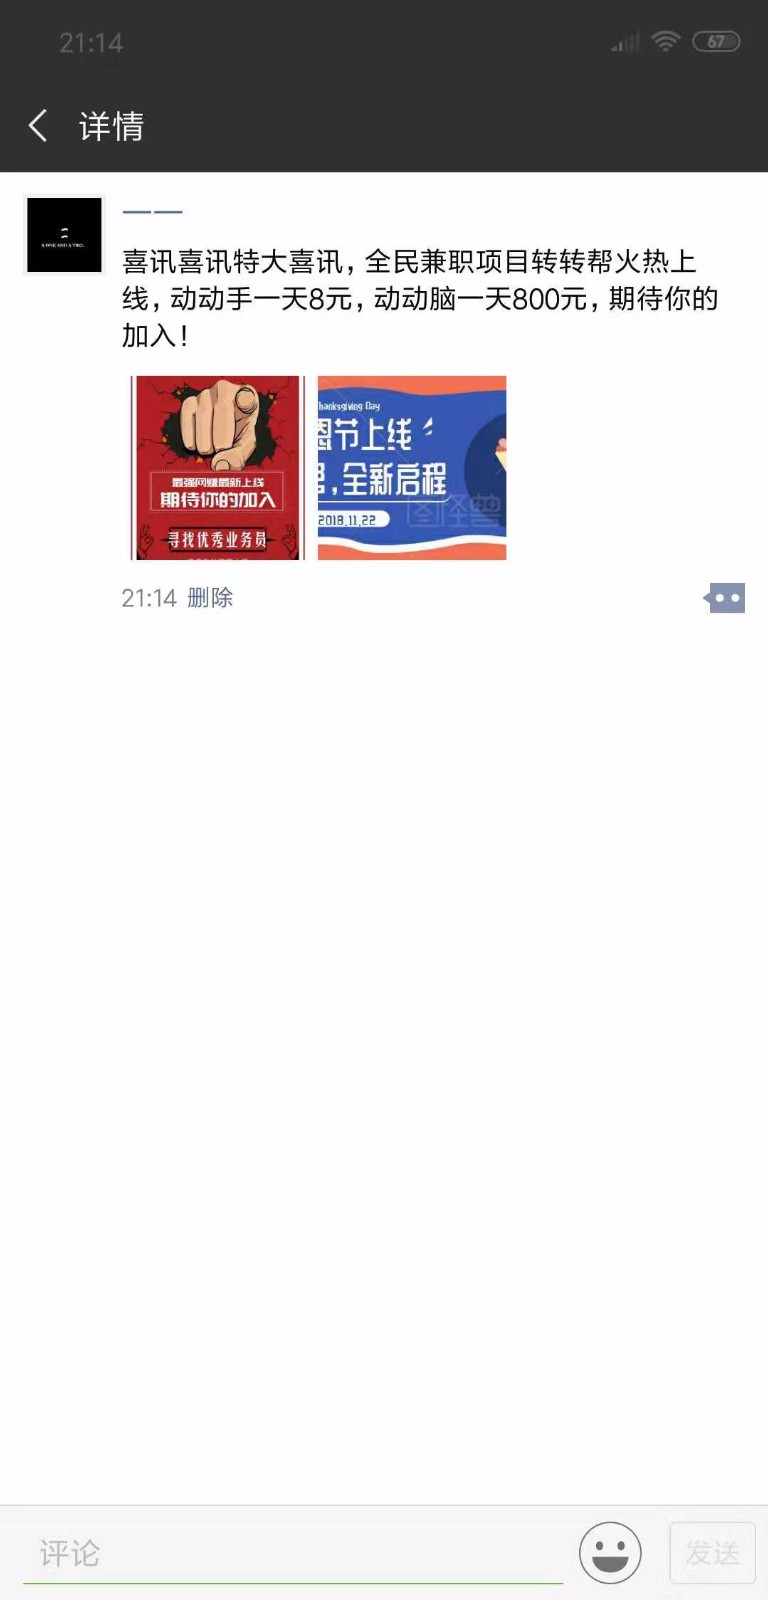 21:14
67
详情
一一
喜讯喜讯特大喜讯，全民兼职项目转转帮火热上
线，动动手一天8元，动动脑一天800元，期待你的
加入！
最强网赚最新上线
期待你的加入
寻找优秀业务员
hanksgiving Day
恩节上线
,全新启程
2018.11.22
图怪兽
21:14 删除
评论
发送